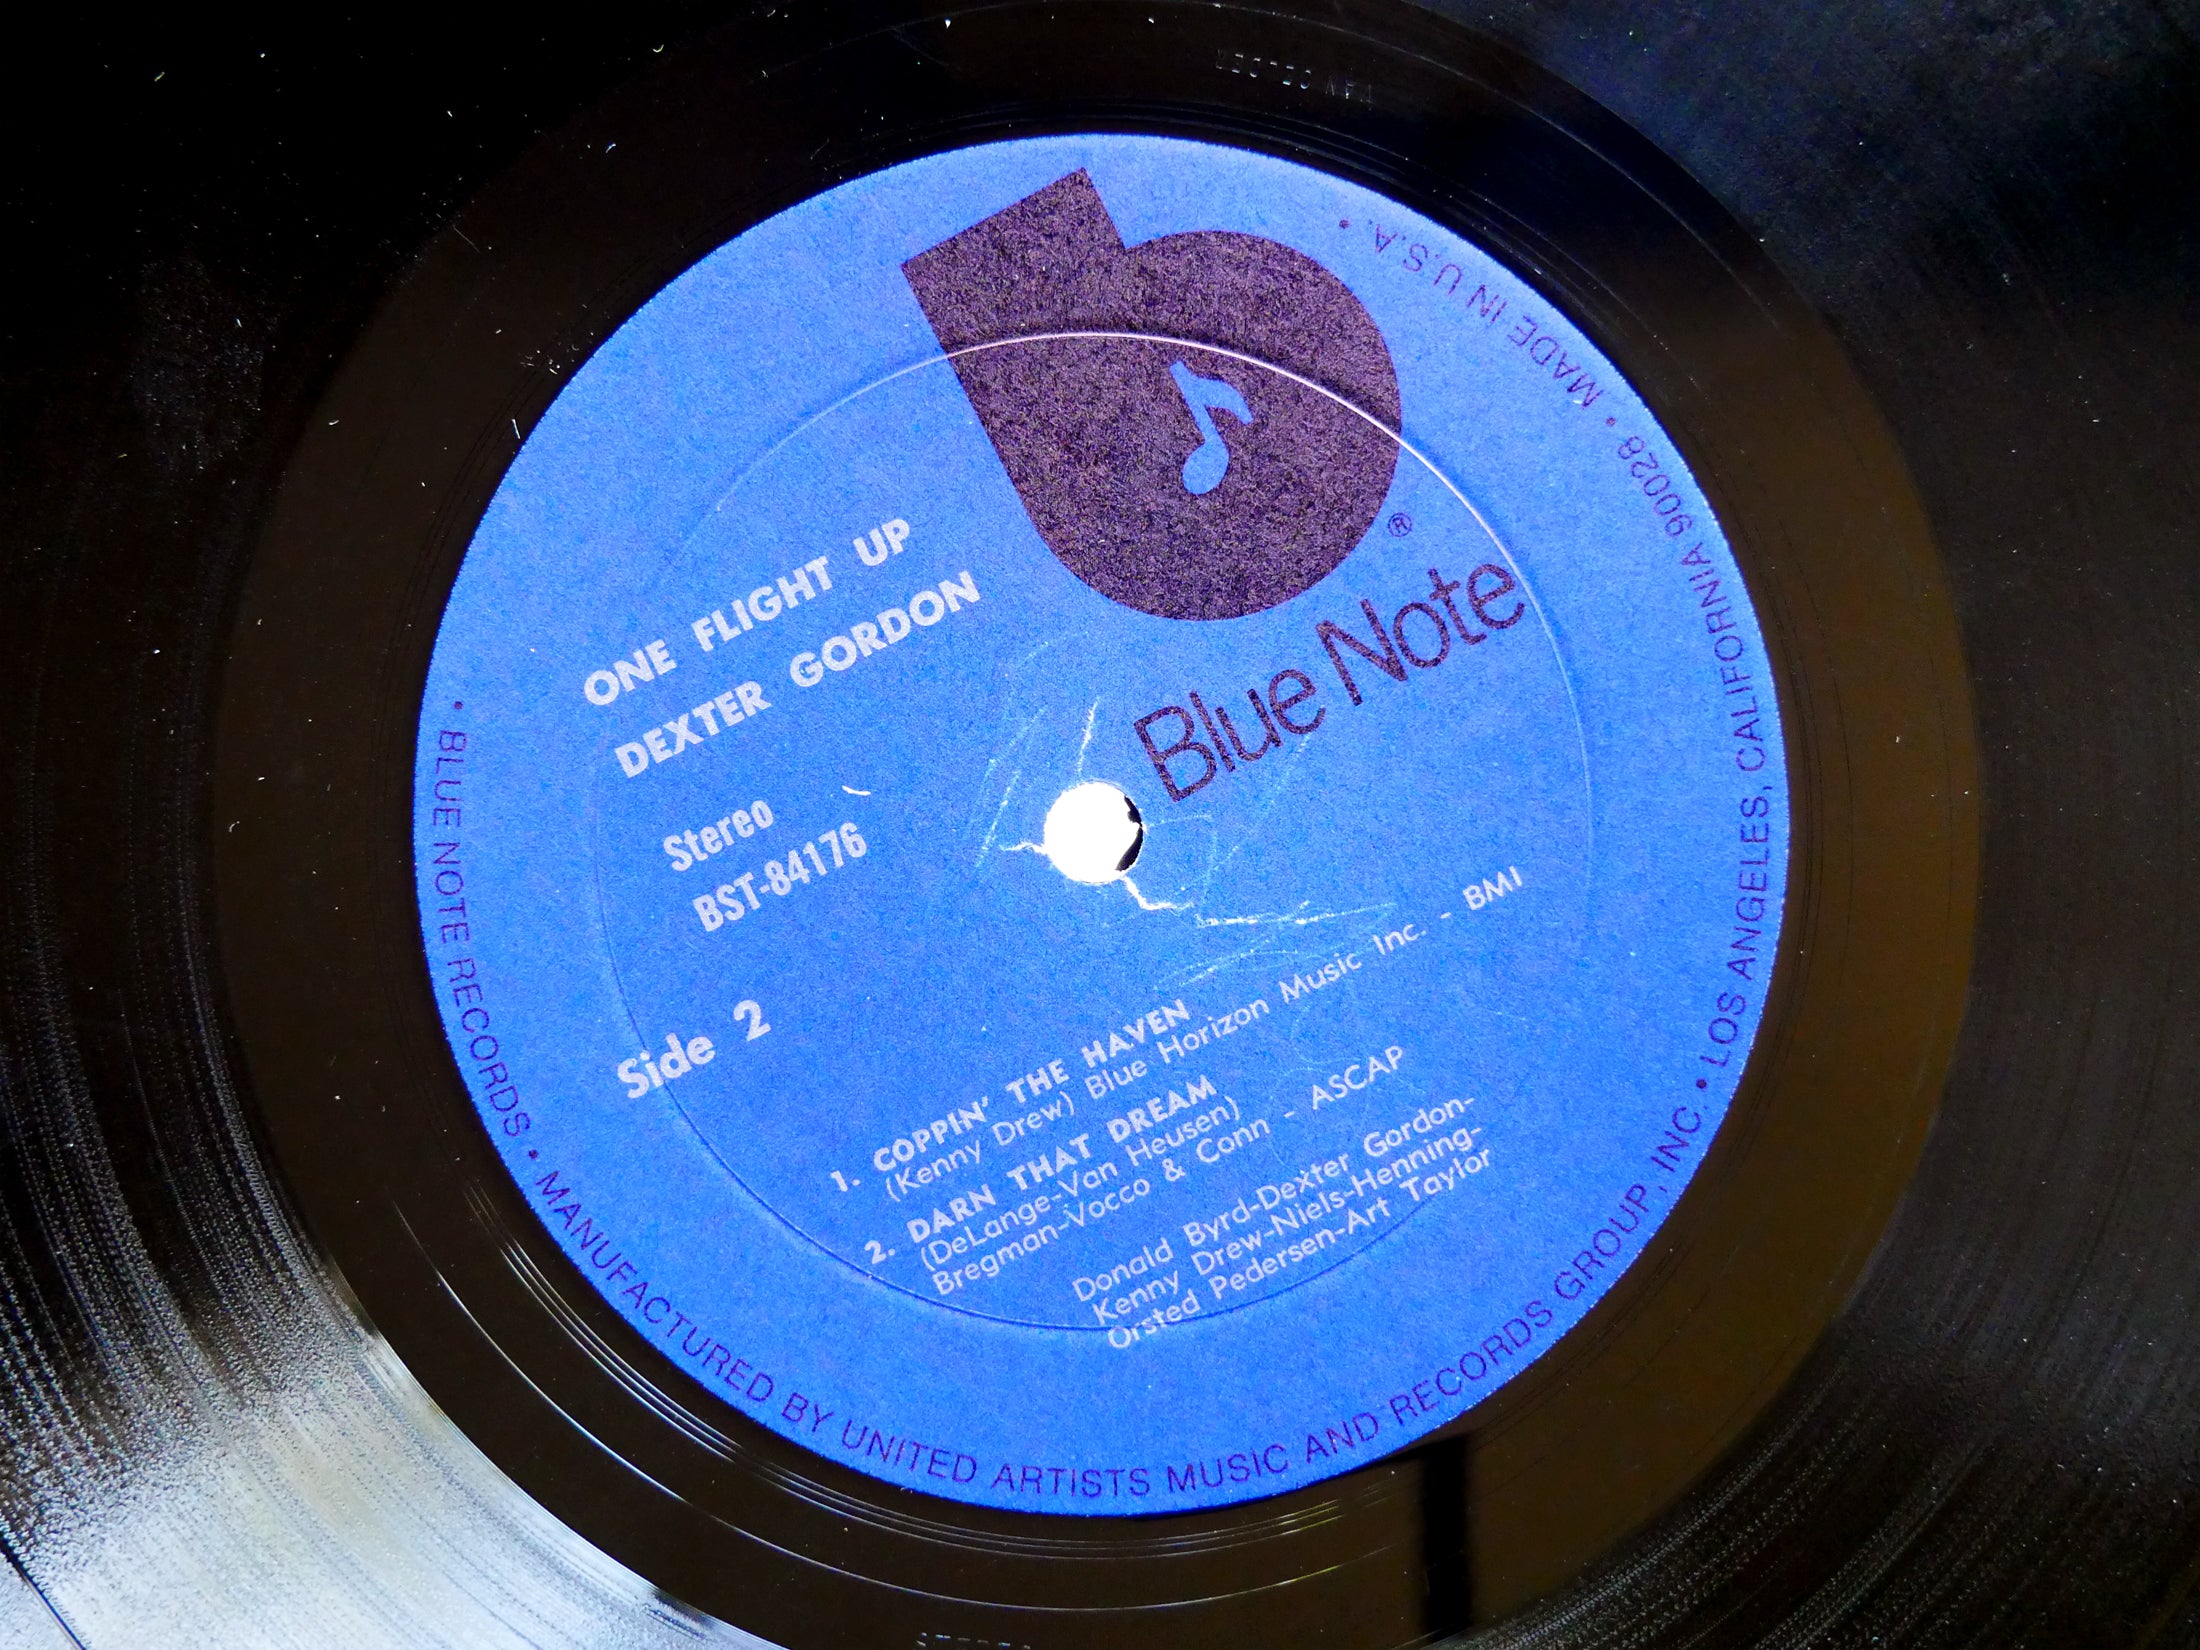 ONE FLIGHT UP
DEXTER GORDON
Stereo
BST-84176
Side 2
®
Blue Note
1. COPPIN' THE HAVEN
(Kenny Drew) Blue Horizon Music Inc. - BMI
2. DARN THAT DREAM
(DeLange-Van Heusen)
Bregman-Vocco & Conn - ASCAP
Donald Byrd-Dexter Gordon-
Kenny Drew-Niels-Henning-
Orsted Pedersen-Art Taylor
• BLUE NOTE RECORDS • MANUFACTURED BY UNITED ARTISTS MUSIC AND RECORDS GROUP, INC. • LOS ANGELES, CALIFORNIA 90028 • MADE IN U.S.A. •